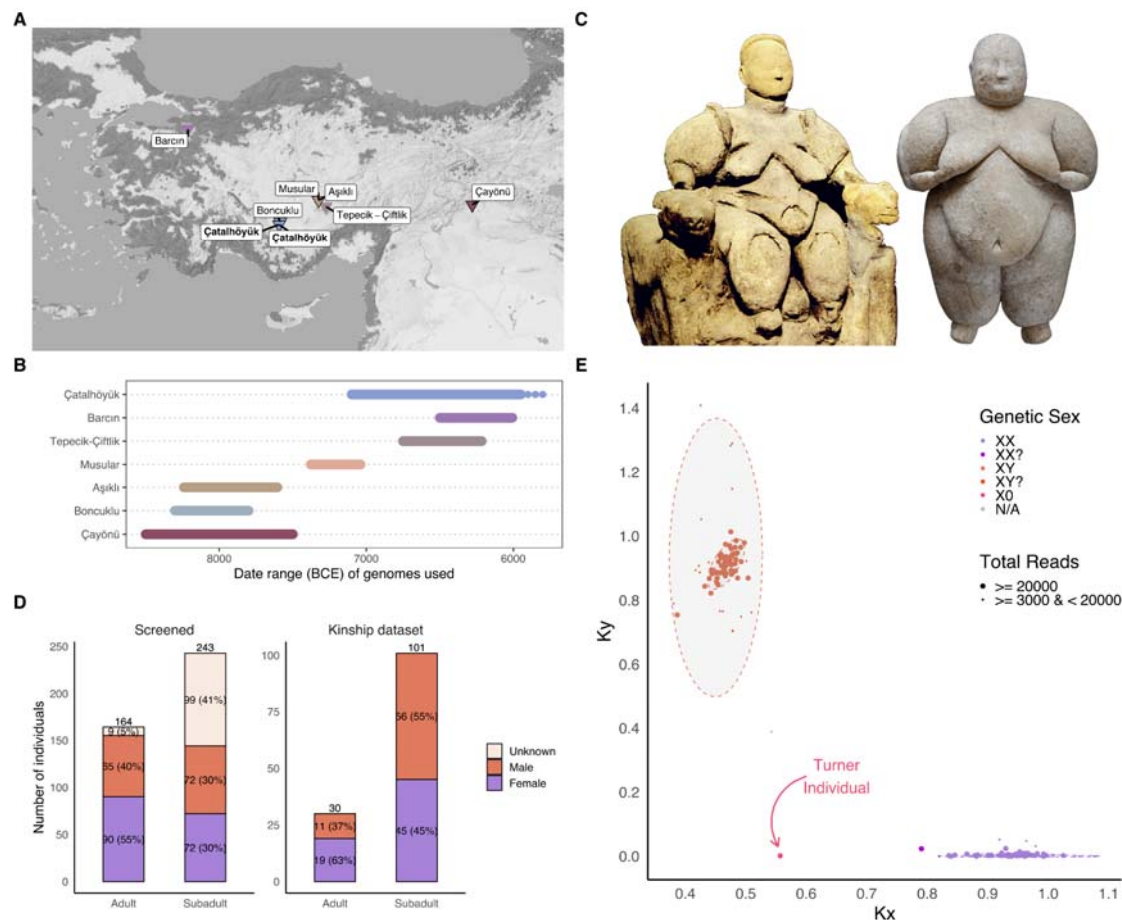 A
Barcın
Musular
Aşıklı
Çayönü
Boncuklu
Tepecik – Çiftlik
Çatalhöyük
Çatalhöyük
B
Çatalhöyük
Barcın
Tepecik-Çiftlik
Musular
Aşıklı
Boncuklu
Çayönü
8000 7000 6000
Date range (BCE) of genomes used
C
D
Screened
Kinship dataset
Number of individuals
250
200
150
100
50
0
164
9 (5%)
65 (40%)
90 (55%)
243
99 (41%)
72 (30%)
72 (30%)
Adult Subadult
100
75
50
25
0
30
11 (37%)
19 (63%)
101
56 (55%)
45 (45%)
Adult Subadult
Unknown
Male
Female
E
Ky
1.4
1.2
1.0
0.8
0.6
0.4
0.2
0.0
Genetic Sex
XX
XX?
XY
XY?
X0
N/A
Total Reads
>= 20000
>= 3000 & < 20000
Turner
Individual
0.4 0.5 0.6 0.7 0.8 0.9 1.0 1.1
Kx